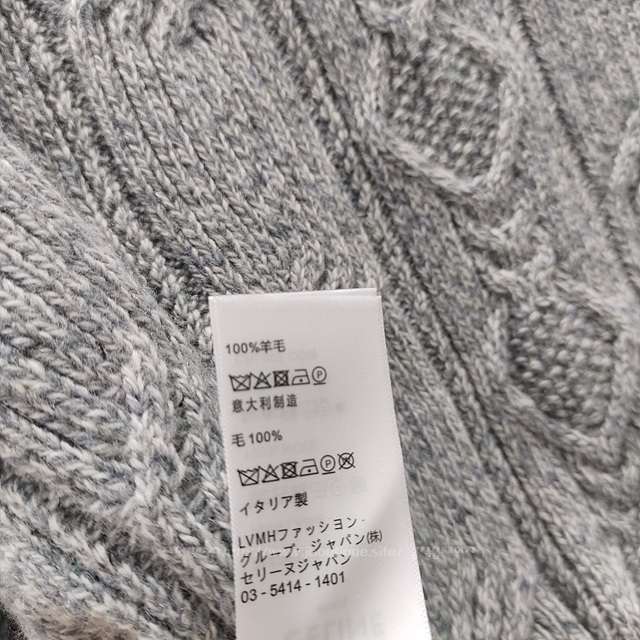 100%羊毛
意大利制造
毛 100%
イタリア製
LVMHファッション・
グループ ジャパン(株)
セリーヌジャパン
03 - 5414 - 1401